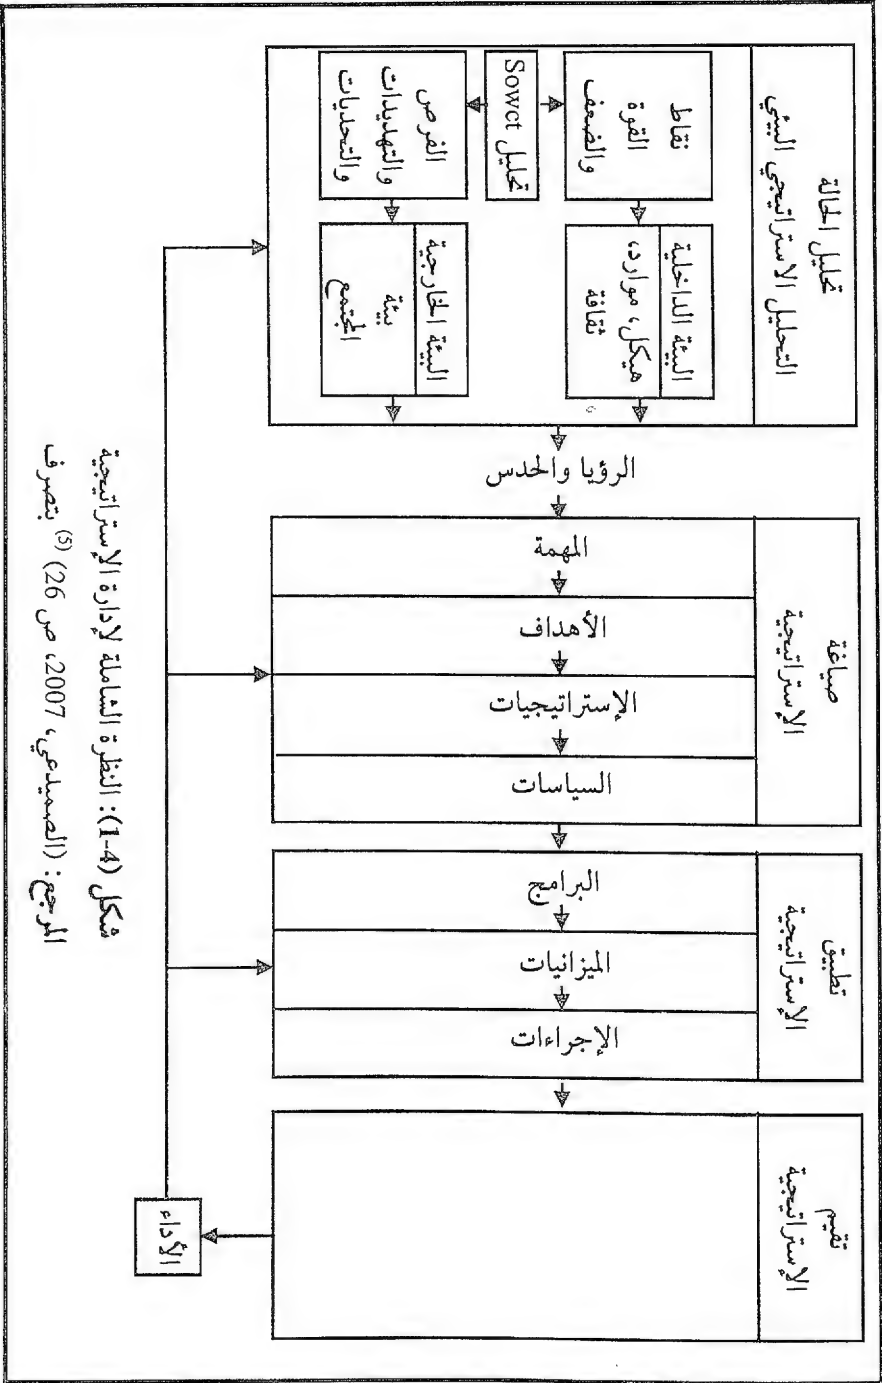 تحليل الحالة
التحليل الاستراتيجي البيئي
نقاط
القوة
والضعف
تحليل Sowct
الفرص
والتهديدات
والتحديات
البيئة الداخلية
هيكل، موارد،
ثقافة
البيئة الخارجية
بيئة
المجتمع
الرؤيا والحدس
صياغة
الإستراتيجية
المهمة
الأهداف
الإستراتيجيات
السياسات
تطبيق
الإستراتيجية
البرامج
الميزانيات
الإجراءات
تقيم
الإستراتيجية
الأداء
شكل (1-4): النظرة الشاملة لإدارة الإستراتيجية
المرجع: (الصميدعي، 2007، ص 26) (5) بتصرف